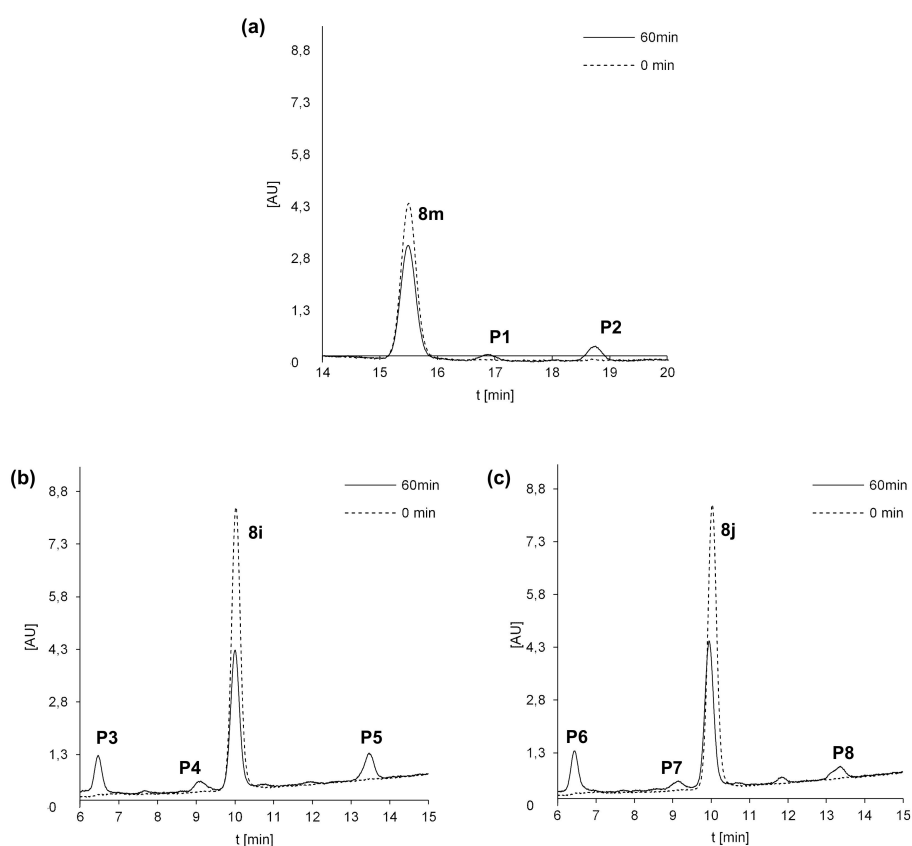 (a)
60min
0 min
8,8
7,3
5,8
4,3
2,8
1,3
0
[AU]
8m
P1
P2
14 15 16 17 18 19 20
t [min]
(b)
60min
0 min
8,8
7,3
5,8
4,3
2,8
1,3
0
[AU]
8i
P3
P4
P5
6 7 8 9 10 11 12 13 14 15
t [min]
(c)
60min
0 min
8,8
7,3
5,8
4,3
2,8
1,3
0
[AU]
8j
P6
P7
P8
6 7 8 9 10 11 12 13 14 15
t [min]